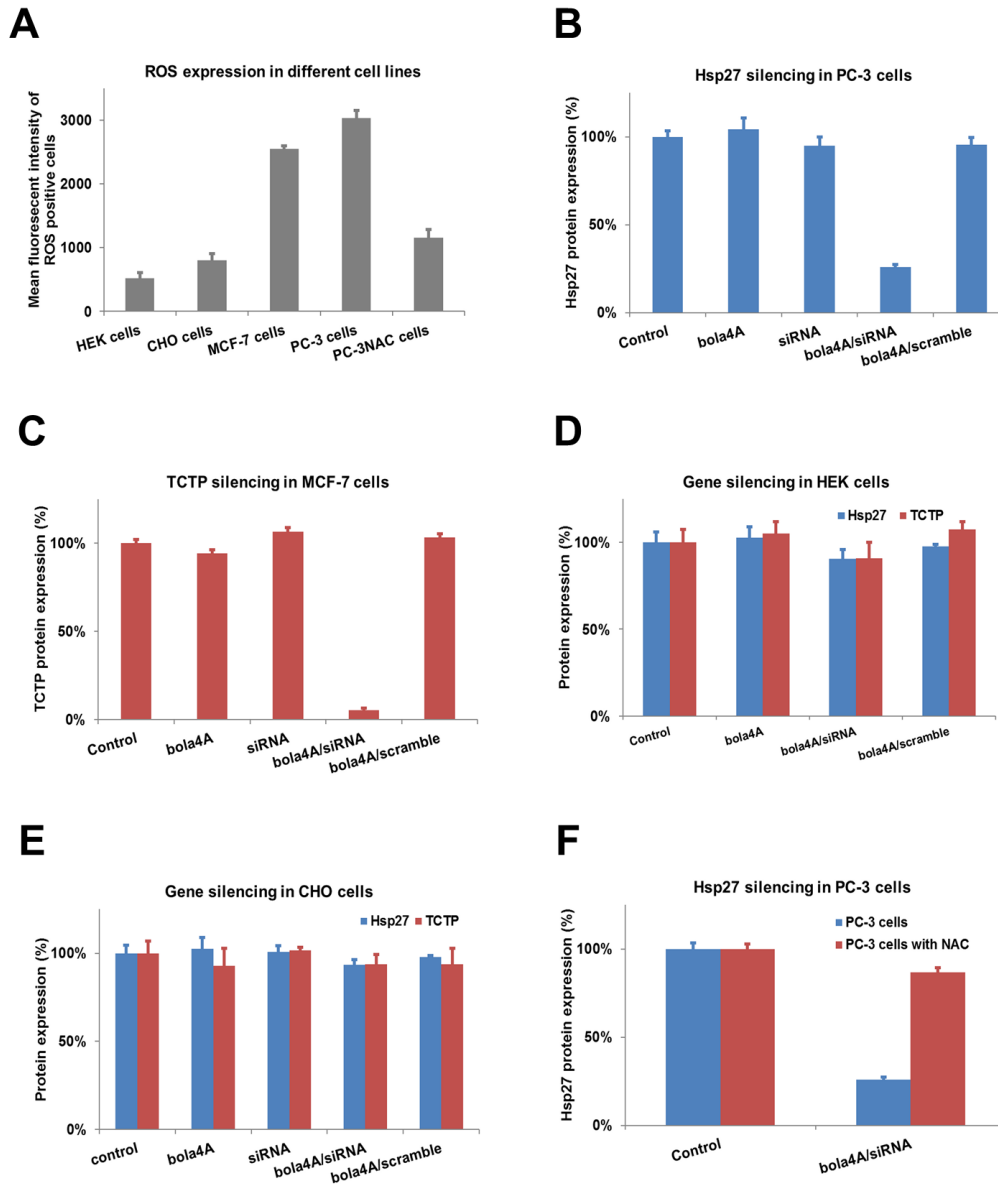 A
ROS expression in different cell lines
Mean fluoresecent intensity of
ROS positive cells
3000
2000
1000
0
HEK cells
CHO cells
MCF-7 cells
PC-3 cells
PC-3NAC cells
B
Hsp27 silencing in PC-3 cells
Hsp27 protein expression (%)
100%
50%
0%
Control
bola4A
siRNA
bola4A/siRNA
bola4A/scramble
C
TCTP silencing in MCF-7 cells
TCTP protein expression (%)
100%
50%
0%
Control
bola4A
siRNA
bola4A/siRNA
bola4A/scramble
D
Gene silencing in HEK cells
Hsp27 TCTP
Protein expression (%)
100%
50%
0%
Control
bola4A
bola4A/siRNA
bola4A/scramble
E
Gene silencing in CHO cells
Hsp27 TCTP
Protein expression (%)
100%
50%
0%
control
bola4A
siRNA
bola4A/siRNA
bola4A/scramble
F
Hsp27 silencing in PC-3 cells
PC-3 cells
PC-3 cells with NAC
Hsp27 protein expression (%)
100%
50%
0%
Control
bola4A/siRNA